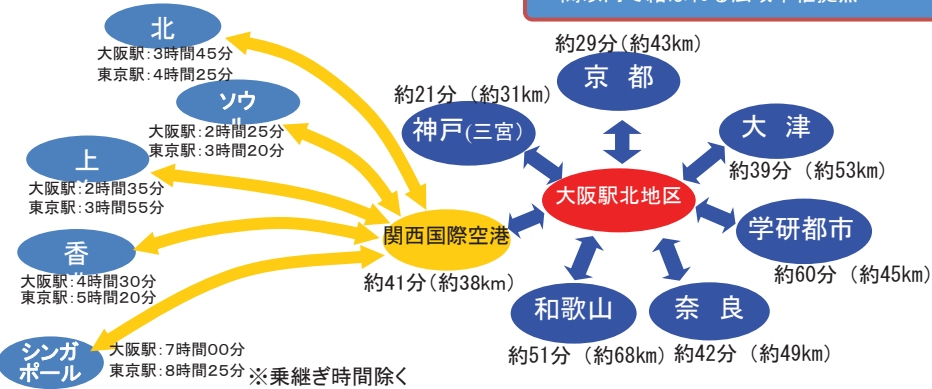 北
大阪駅:3時間45分
東京駅:4時間25分
ソウ
大阪駅:2時間25分
東京駅:3時間20分
上
大阪駅:2時間35分
東京駅:3時間55分
香
大阪駅:4時間30分
東京駅:5時間20分
シンガ
ポール
大阪駅:7時間00分
東京駅:8時間25分
※乗継ぎ時間除く
関西国際空港
約41分(約38km)
約29分(約43km)
京 都
約21分 (約31km)
神戸(三宮)
大 津
約39分 (約53km)
大阪駅北地区
学研都市
約60分 (約45km)
和歌山
約51分 (約68km)
奈 良
約42分 (約49km)